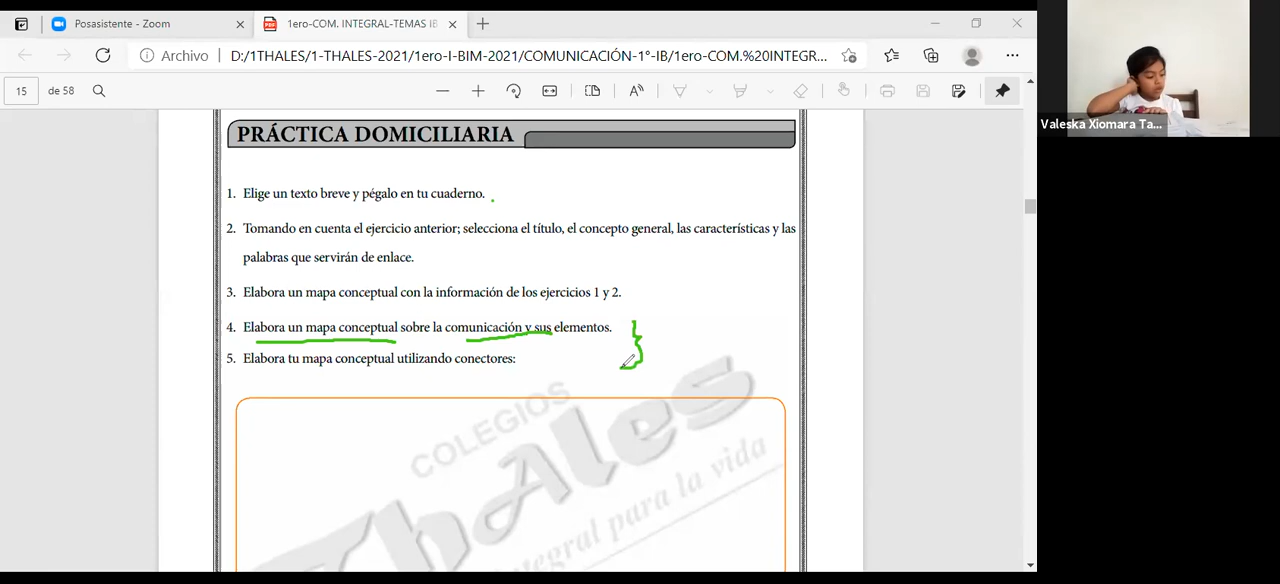 Posasistente - Zoom
1ero-COM. INTEGRAL-TEMAS IB
Valeska Xiomara Ta...
Archivo D:/1THALES/1-THALES-2021/1ero-I-BIM-2021/COMUNICACIÓN-1°-IB/1ero-COM.%20INTEGR...
15 de 58
PRÁCTICA DOMICILIARIA
1. Elige un texto breve y pégalo en tu cuaderno.
2. Tomando en cuenta el ejercicio anterior; selecciona el título, el concepto general, las características y las
palabras que servirán de enlace.
3. Elabora un mapa conceptual con la información de los ejercicios 1 y 2.
4. Elabora un mapa conceptual sobre la comunicación y sus elementos.
5. Elabora tu mapa conceptual utilizando conectores:
COLEGIOS
Thales
integral para la vida